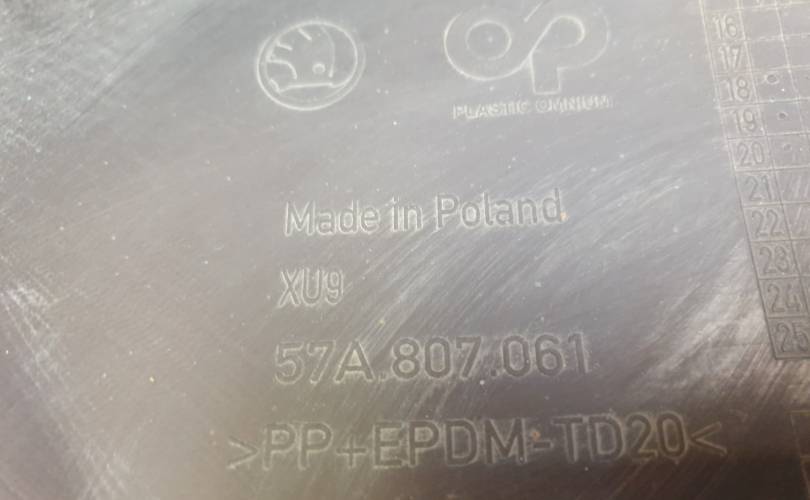 PLASTIC OMNIUM
Made in Poland
XU9
57A.807.061
>PP+EPDM-TD20<
16
17
18
19
20
21
22
23
24
25